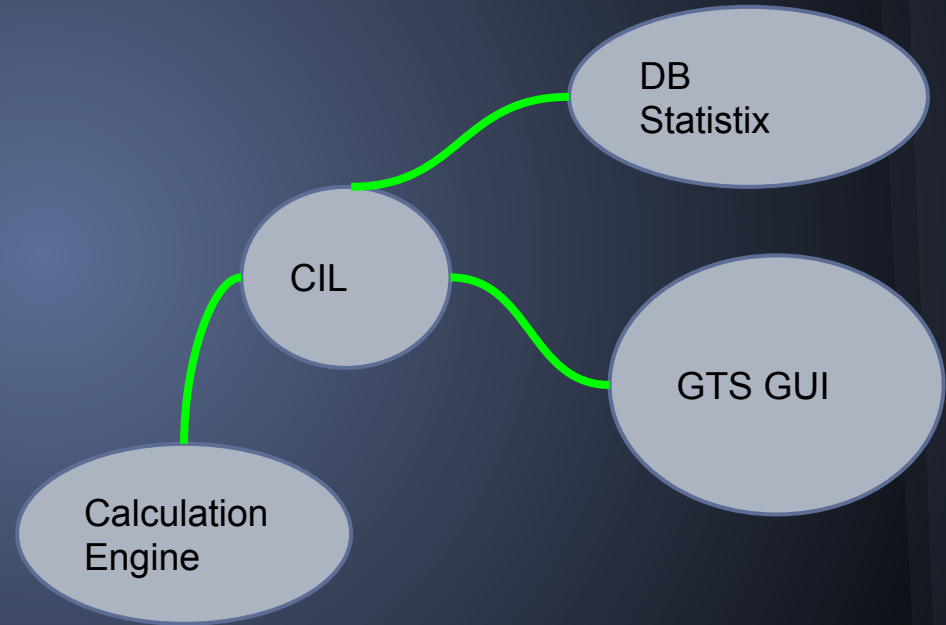 DB
Statistix
CIL
GTS GUI
Calculation
Engine